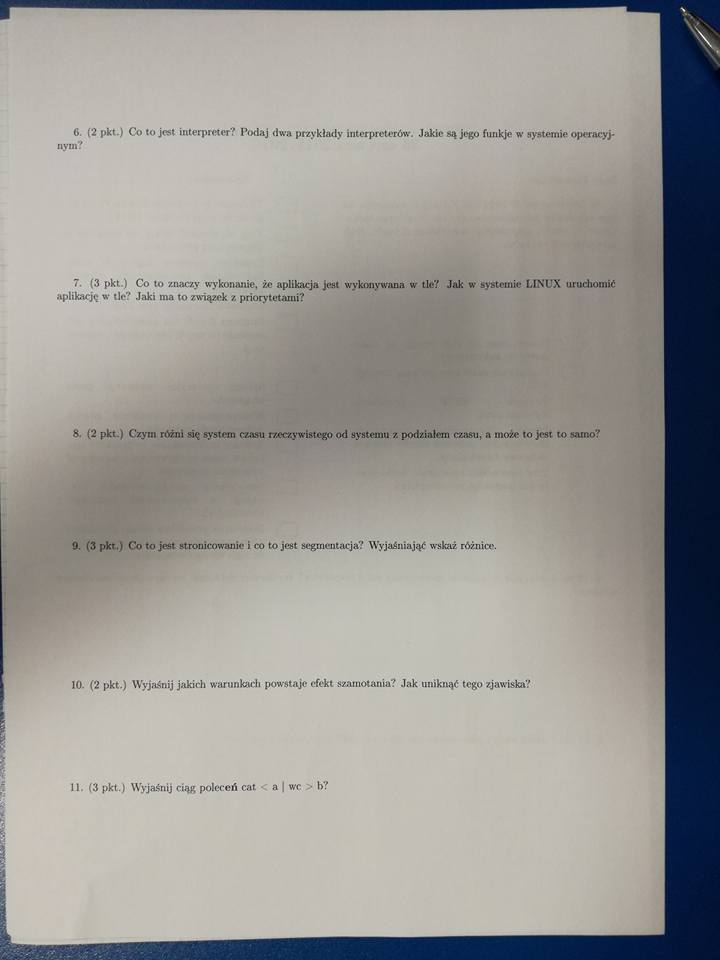 6. (2 pkt.) Co to jest interpreter? Podaj dwa przykłady interpreterów. Jakie są jego funkje w systemie operacyj-
nym?
7. (3 pkt.) Co to znaczy wykonanie, że aplikacja jest wykonywana w tle? Jak w systemie LINUX uruchomić
aplikację w tle? Jaki ma to związek z priorytetami?
8. (2 pkt.) Czym różni się system czasu rzeczywistego od systemu z podziałem czasu, a może to jest to samo?
9. (3 pkt.) Co to jest stronicowanie i co to jest segmentacja? Wyjaśniająć wskaż różnice.
10. (2 pkt.) Wyjaśnij jakich warunkach powstaje efekt szamotania? Jak uniknąć tego zjawiska?
11. (3 pkt.) Wyjaśnij ciąg poleceń cat < a | wc > b?